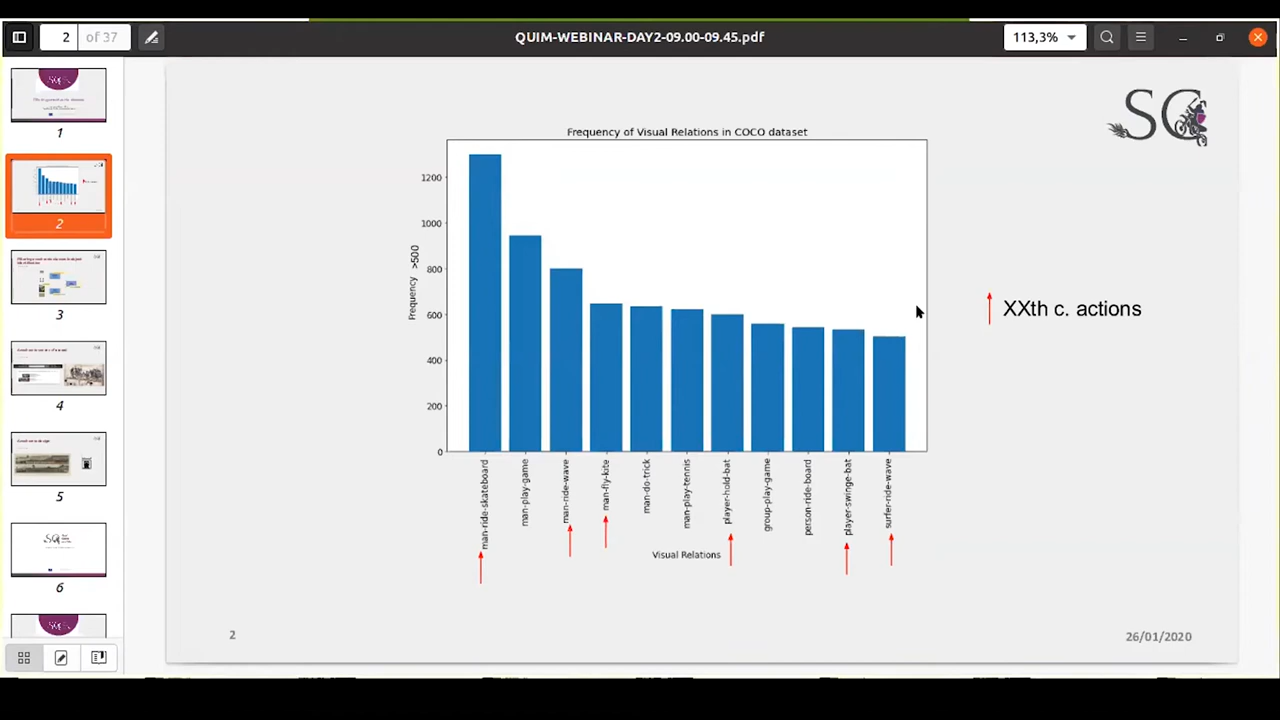 2 of 37
QUIM-WEBINAR-DAY2-09.00-09.45.pdf
113,3%
1
2
3
4
5
6
SC
Frequency of Visual Relations in COCO dataset
Frequency >500
1200
1000
800
600
400
200
0
man-ride-skateboard
man-play-game
man-ride-wave
man-fly-kite
man-do-trick
man-play-tennis
player-hold-bat
group-play-game
person-ride-board
player-swinge-bat
surfer-ride-wave
Visual Relations
XXth c. actions
2
26/01/2020